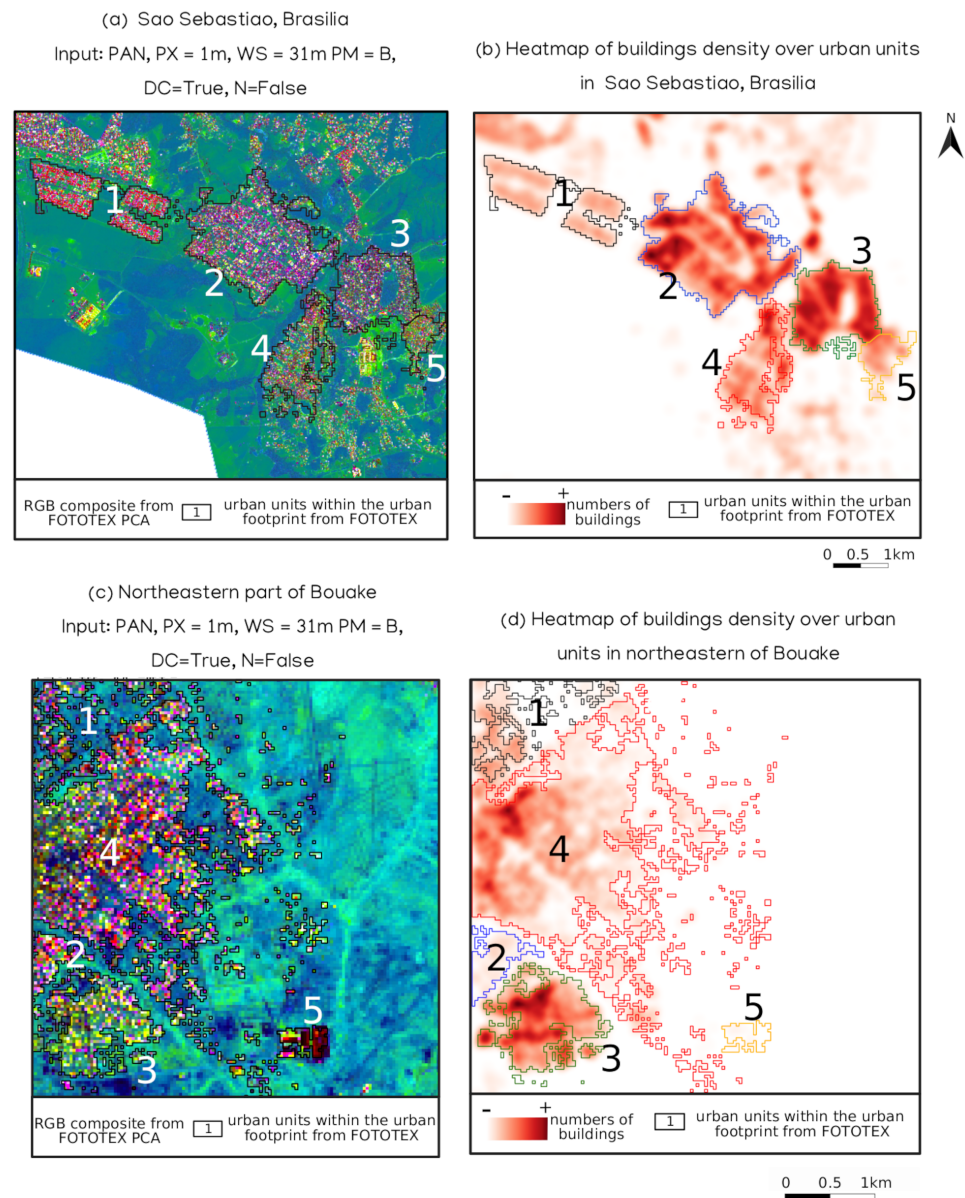 (a) Sao Sebastiao, Brasilia
Input: PAN, PX = 1m, WS = 31m PM = B,
DC=True, N=False
1
2
3
4
5
RGB composite from
FOTOTEX PCA
1
urban units within the urban
footprint from FOTOTEX
(b) Heatmap of buildings density over urban units
in Sao Sebastiao, Brasilia
N
1
2
3
4
5
- +
numbers of
buildings
1
urban units within the urban
footprint from FOTOTEX
0 0.5 1km
(c) Northeastern part of Bouake
Input: PAN, PX = 1m, WS = 31m PM = B,
DC=True, N=False
1
4
2
5
3
RGB composite from
FOTOTEX PCA
1
urban units within the urban
footprint from FOTOTEX
(d) Heatmap of buildings density over urban
units in northeastern of Bouake
1
4
2
5
3
- +
numbers of
buildings
1
urban units within the urban
footprint from FOTOTEX
0 0.5 1km